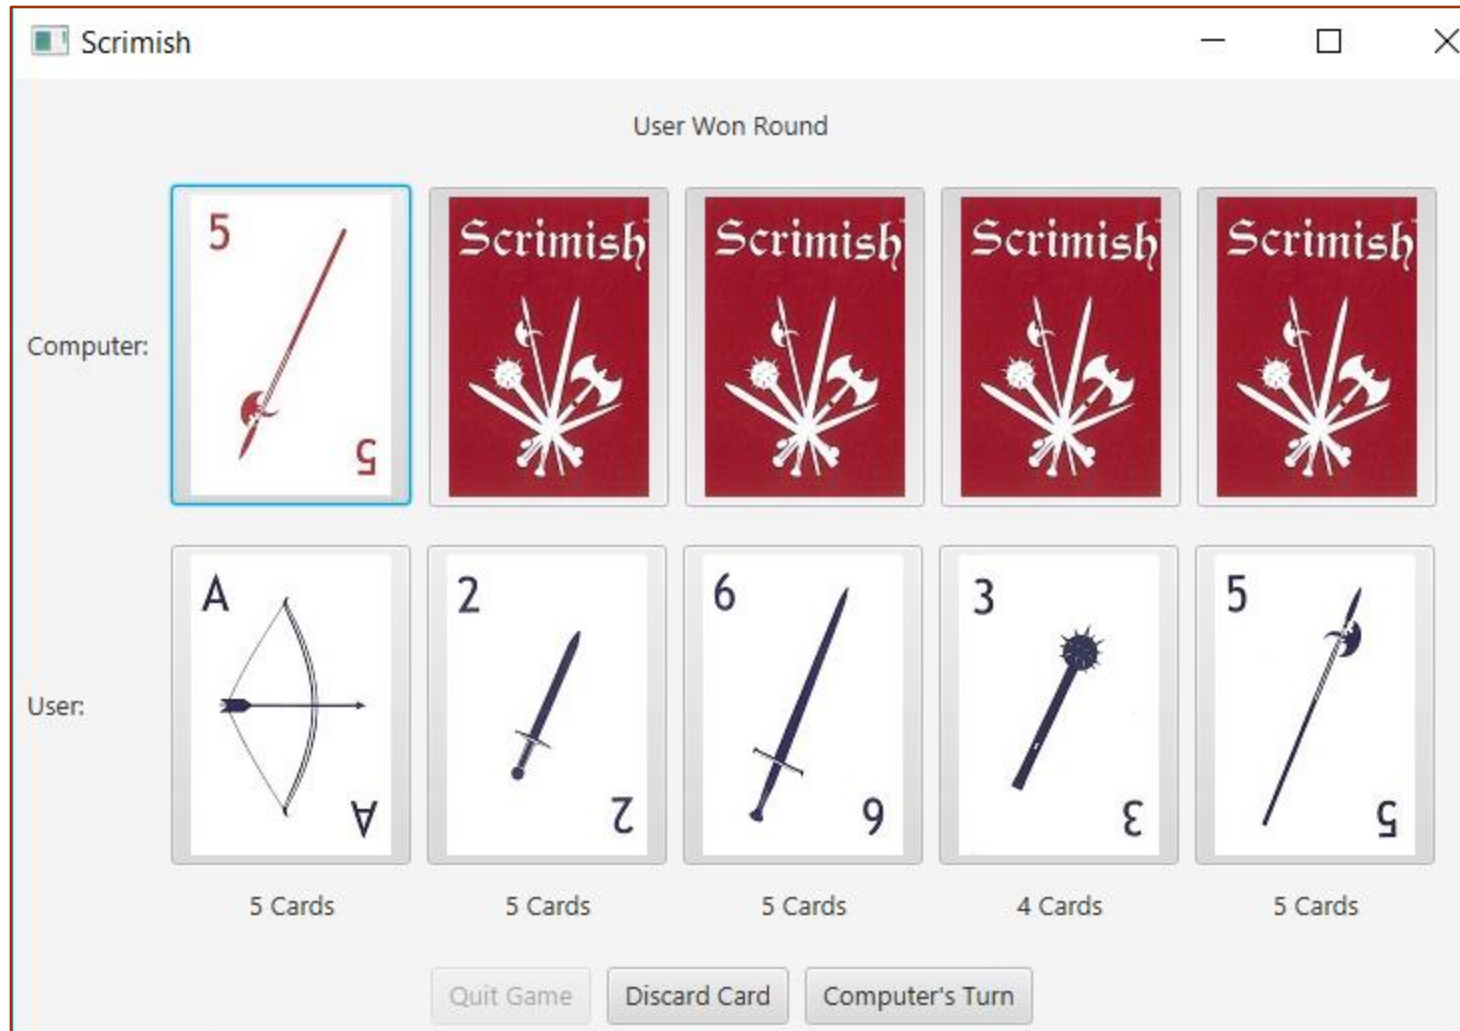 Scrimish
User Won Round
Computer:
5
5
Scrimish
Scrimish
Scrimish
Scrimish
User:
A
A
2
2
6
6
3
3
5
5
5 Cards
5 Cards
5 Cards
4 Cards
5 Cards
Quit Game
Discard Card
Computer's Turn